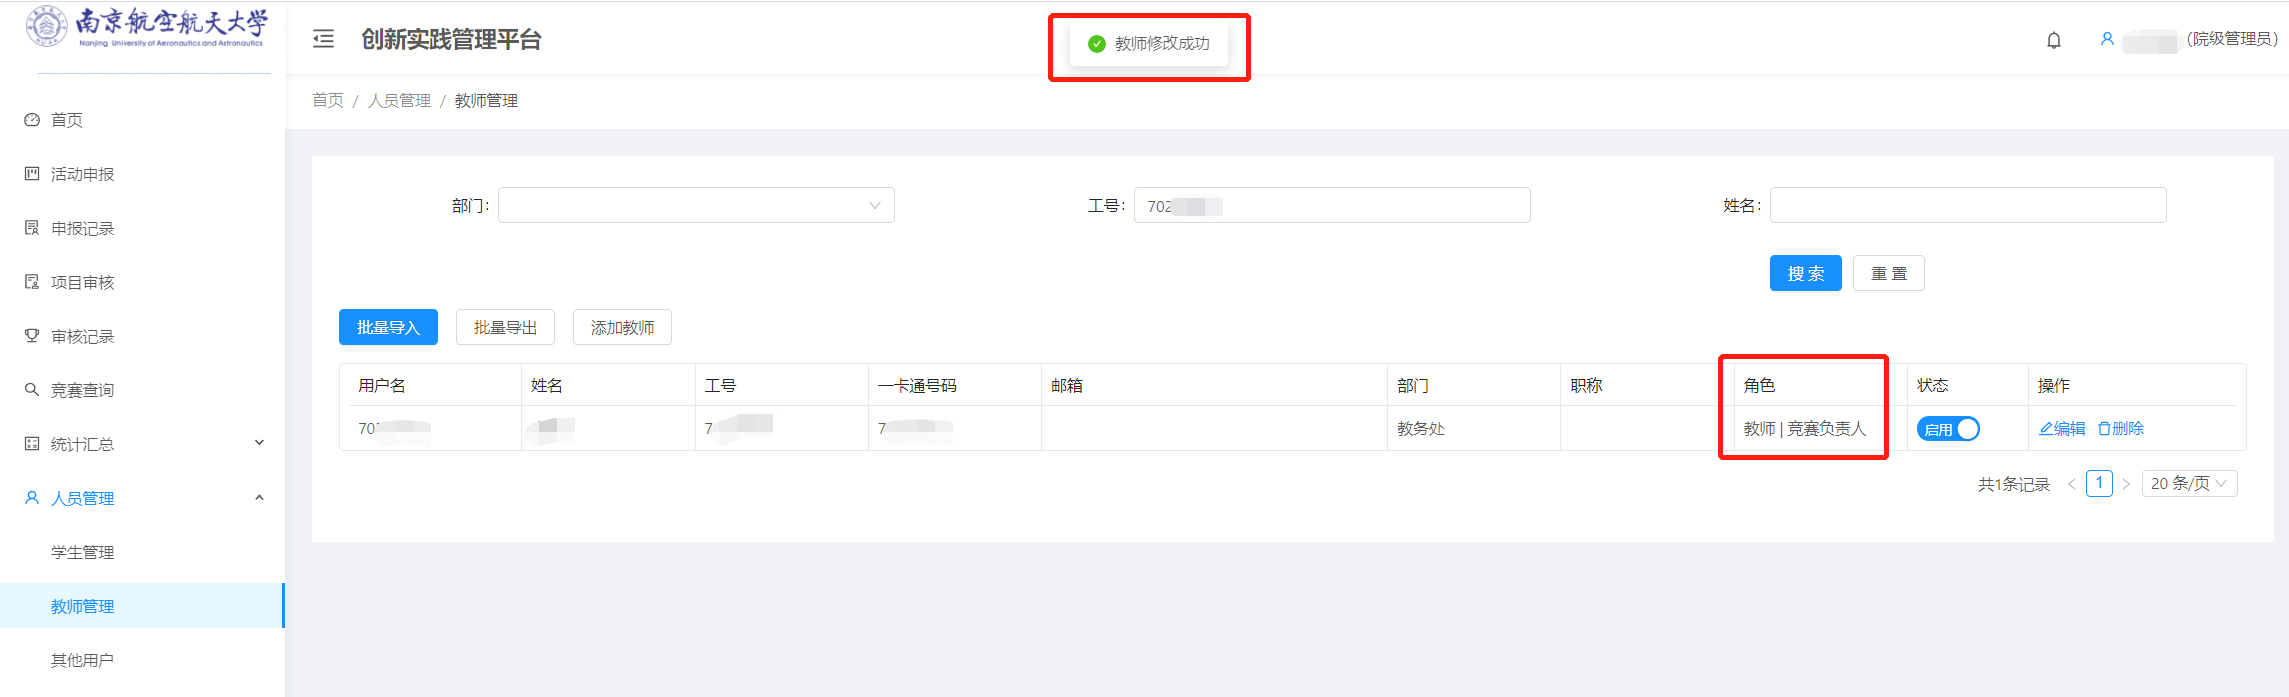 南京航空航天大学
Nanjing University of Aeronautics and Astronautics
创新实践管理平台
教师修改成功
(院级管理员)
首页 / 人员管理 / 教师管理
首页
活动申报
申报记录
项目审核
审核记录
竞赛查询
统计汇总
人员管理
学生管理
教师管理
其他用户
部门:
工号: 702
姓名:
搜 索 重 置
批量导入 批量导出 添加教师
用户名 姓名 工号 一卡通号码 邮箱 部门 职称 角色 状态 操作
70 7 7 教务处 教师 | 竞赛负责人 启用 编辑 删除
共1条记录 < 1 > 20 条/页